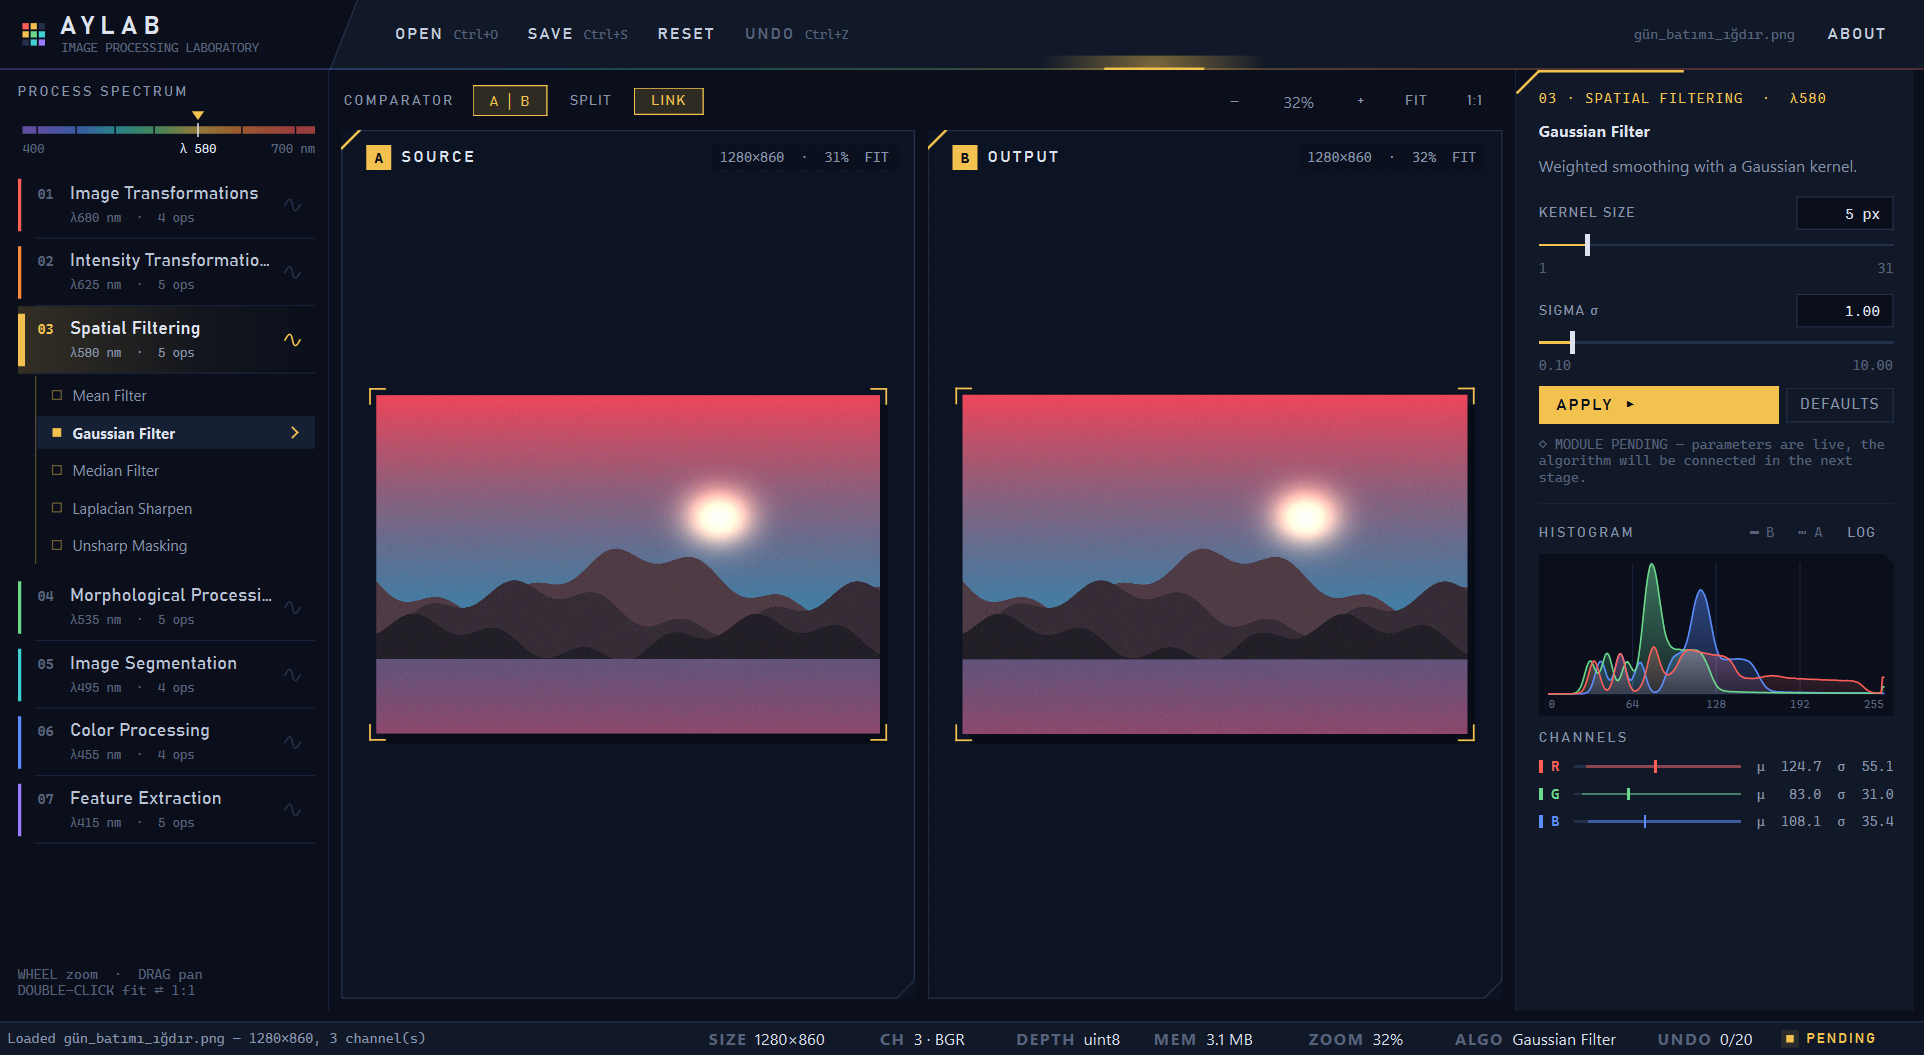 AYLAB
IMAGE PROCESSING LABORATORY
OPEN Ctrl+O SAVE Ctrl+S RESET UNDO Ctrl+Z
gün_batımı_ığdır.png ABOUT
PROCESS SPECTRUM
400 λ 580 700 nm
01 Image Transformations
λ680 nm · 4 ops
02 Intensity Transformatio…
λ625 nm · 5 ops
03 Spatial Filtering
λ580 nm · 5 ops
Mean Filter
Gaussian Filter
Median Filter
Laplacian Sharpen
Unsharp Masking
04 Morphological Processi…
λ535 nm · 5 ops
05 Image Segmentation
λ495 nm · 4 ops
06 Color Processing
λ455 nm · 4 ops
07 Feature Extraction
λ415 nm · 5 ops
WHEEL zoom · DRAG pan
DOUBLE-CLICK fit ⇄ 1:1
COMPARATOR A | B SPLIT LINK
− 32% + FIT 1:1
A SOURCE 1280×860 · 31% FIT
B OUTPUT 1280×860 · 32% FIT
03 · SPATIAL FILTERING · λ580
Gaussian Filter
Weighted smoothing with a Gaussian kernel.
KERNEL SIZE 5 px
1 31
SIGMA σ 1.00
0.10 10.00
APPLY ▸ DEFAULTS
◇ MODULE PENDING — parameters are live, the
algorithm will be connected in the next
stage.
HISTOGRAM B A LOG
0 64 128 192 255
CHANNELS
R μ 124.7 σ 55.1
G μ 83.0 σ 31.0
B μ 108.1 σ 35.4
Loaded gün_batımı_ığdır.png — 1280×860, 3 channel(s)
SIZE 1280×860 CH 3 · BGR DEPTH uint8 MEM 3.1 MB ZOOM 32% ALGO Gaussian Filter UNDO 0/20 PENDING